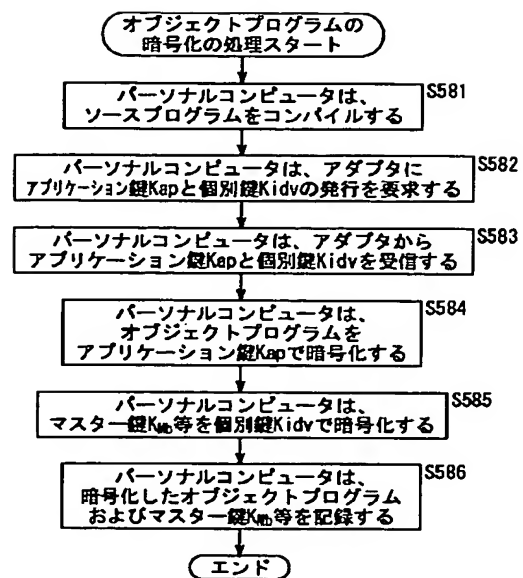 オブジェクトプログラムの
暗号化の処理スタート
パーソナルコンピュータは、
ソースプログラムをコンパイルする
S581
パーソナルコンピュータは、アダプタに
アプリケーション鍵Kapと個別鍵Kidvの発行を要求する
S582
パーソナルコンピュータは、アダプタから
アプリケーション鍵Kapと個別鍵Kidvを受信する
S583
パーソナルコンピュータは、
オブジェクトプログラムを
アプリケーション鍵Kapで暗号化する
S584
パーソナルコンピュータは、
マスター鍵KMb等を個別鍵Kidvで暗号化する
S585
パーソナルコンピュータは、
暗号化したオブジェクトプログラム
およびマスター鍵KMb等を記録する
S586
エンド